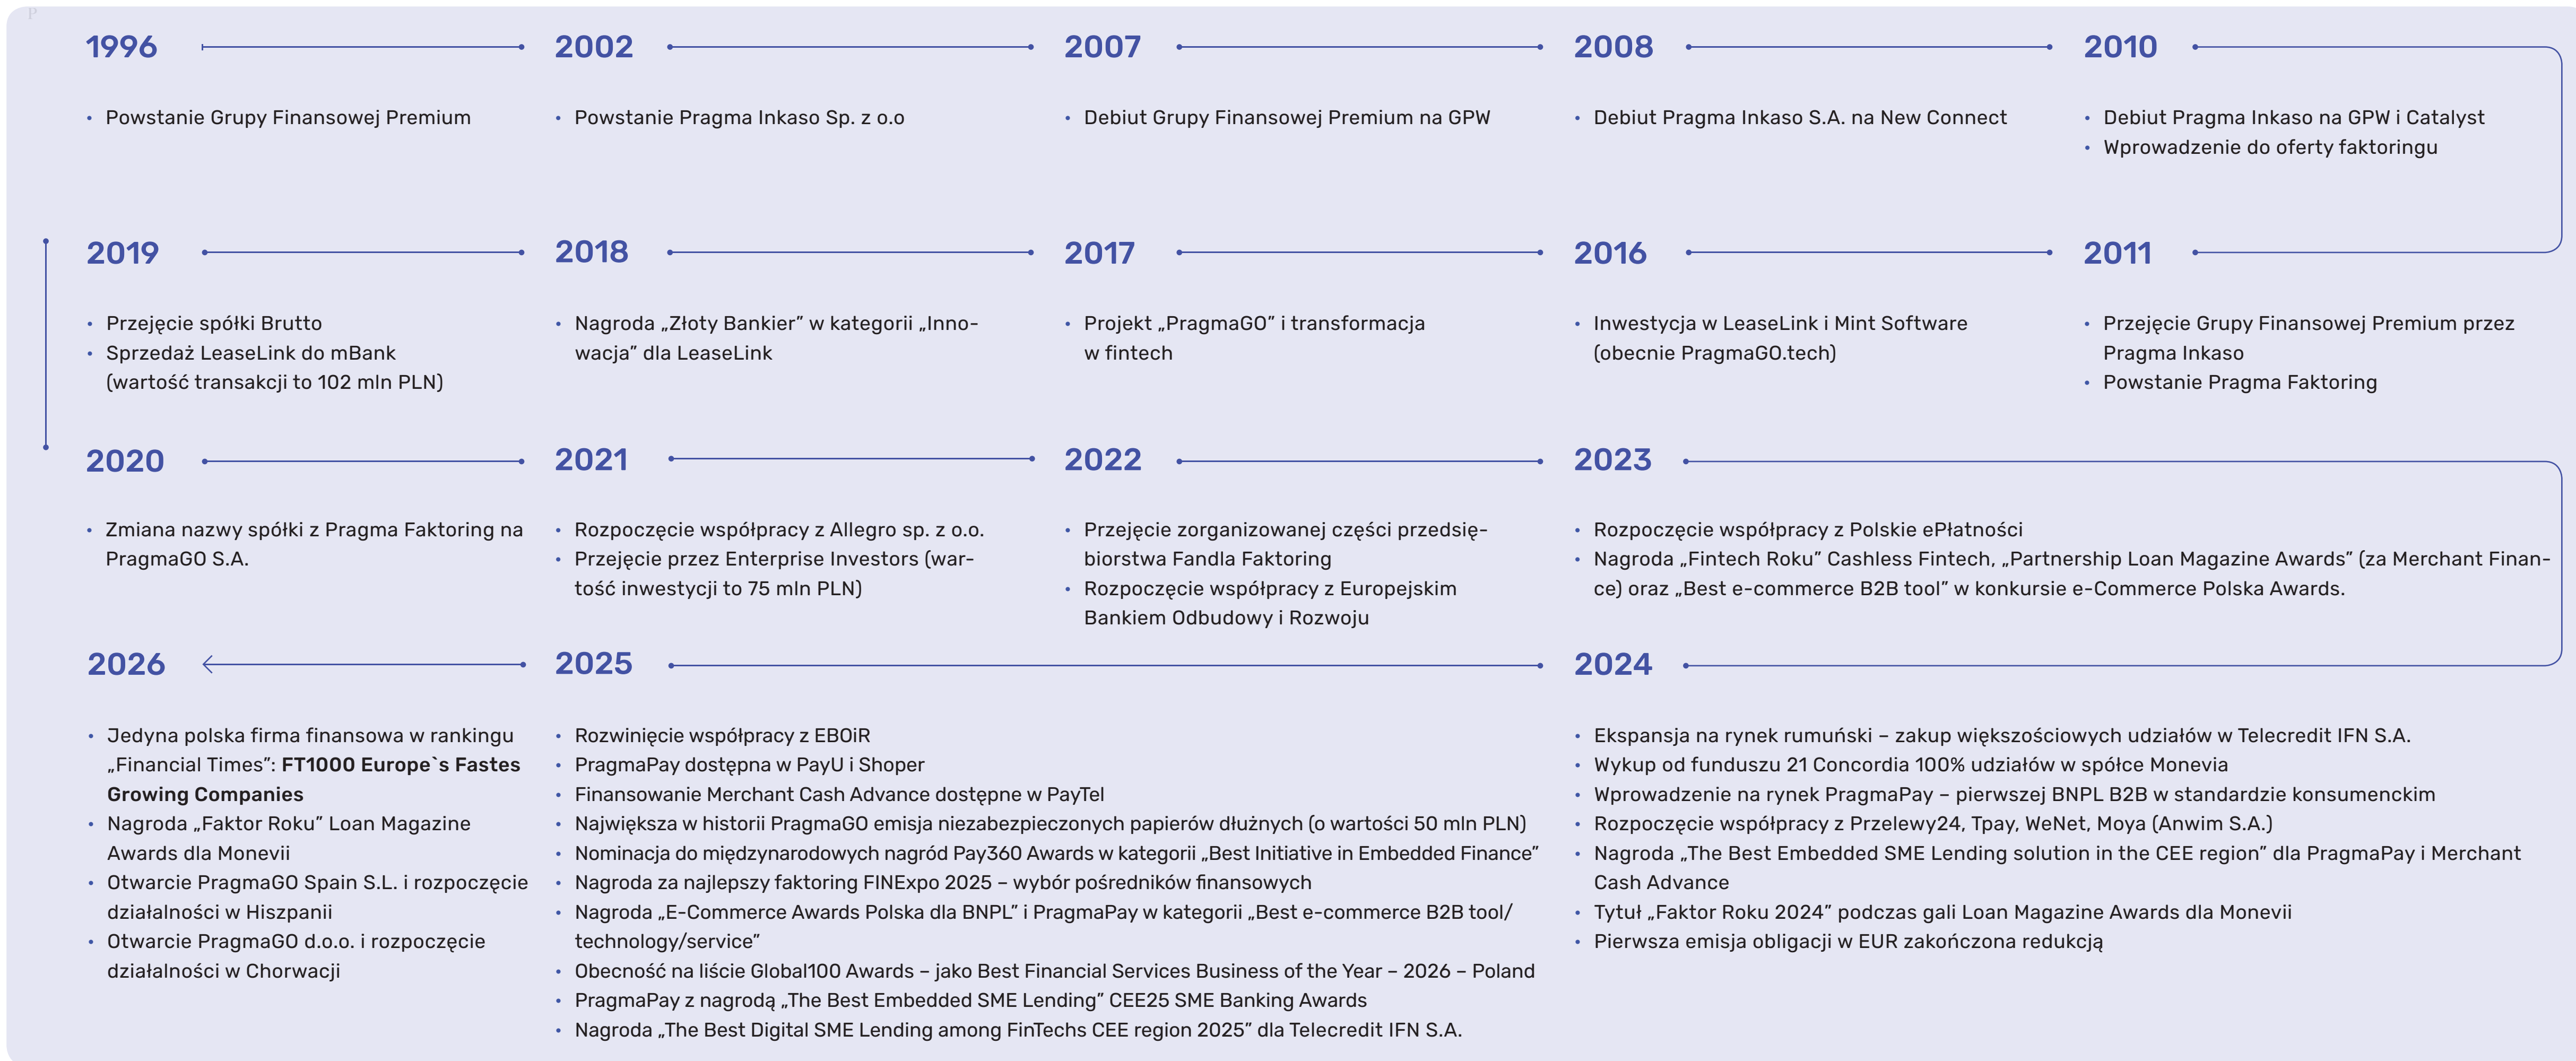 P
1996
Powstanie Grupy Finansowej Premium
2002
Powstanie Pragma Inkaso Sp. z o.o
2007
Debiut Grupy Finansowej Premium na GPW
2008
Debiut Pragma Inkaso S.A. na New Connect
2010
Debiut Pragma Inkaso na GPW i Catalyst
Wprowadzenie do oferty faktoringu
2011
Przejęcie Grupy Finansowej Premium przez
Pragma Inkaso
Powstanie Pragma Faktoring
2016
Inwestycja w LeaseLink i Mint Software
(obecnie PragmaGO.tech)
2017
Projekt „PragmaGO” i transformacja
w fintech
2018
Nagroda „Złoty Bankier” w kategorii „Inno-
wacja” dla LeaseLink
2019
Przejęcie spółki Brutto
Sprzedaż LeaseLink do mBank
(wartość transakcji to 102 mln PLN)
2020
Zmiana nazwy spółki z Pragma Faktoring na
PragmaGO S.A.
2021
Rozpoczęcie współpracy z Allegro sp. z o.o.
Przejęcie przez Enterprise Investors (war-
tość inwestycji to 75 mln PLN)
2022
Przejęcie zorganizowanej części przedsię-
biorstwa Fandla Faktoring
Rozpoczęcie współpracy z Europejskim
Bankiem Odbudowy i Rozwoju
2023
Rozpoczęcie współpracy z Polskie ePłatności
Nagroda „Fintech Roku” Cashless Fintech, „Partnership Loan Magazine Awards” (za Merchant Finan-
ce) oraz „Best e-commerce B2B tool” w konkursie e-Commerce Polska Awards.
2024
Ekspansja na rynek rumuński – zakup większościowych udziałów w Telecredit IFN S.A.
Wykup od funduszu 21 Concordia 100% udziałów w spółce Monevia
Wprowadzenie na rynek PragmaPay – pierwszej BNPL B2B w standardzie konsumenckim
Rozpoczęcie współpracy z Przelewy24, Tpay, WeNet, Moya (Anwim S.A.)
Nagroda „The Best Embedded SME Lending solution in the CEE region” dla PragmaPay i Merchant
Cash Advance
Tytuł „Faktor Roku 2024” podczas gali Loan Magazine Awards dla Monevii
Pierwsza emisja obligacji w EUR zakończona redukcją
2025
Rozwinięcie współpracy z EBOiR
PragmaPay dostępna w PayU i Shoper
Finansowanie Merchant Cash Advance dostępne w PayTel
Największa w historii PragmaGO emisja niezabezpieczonych papierów dłużnych (o wartości 50 mln PLN)
Nominacja do międzynarodowych nagród Pay360 Awards w kategorii „Best Initiative in Embedded Finance”
Nagroda za najlepszy faktoring FINExpo 2025 – wybór pośredników finansowych
Nagroda „E-Commerce Awards Polska dla BNPL” i PragmaPay w kategorii „Best e-commerce B2B tool/
technology/service”
Obecność na liście Global100 Awards – jako Best Financial Services Business of the Year – 2026 – Poland
PragmaPay z nagrodą „The Best Embedded SME Lending” CEE25 SME Banking Awards
Nagroda „The Best Digital SME Lending among FinTechs CEE region 2025” dla Telecredit IFN S.A.
2026
Jedyna polska firma finansowa w rankingu
„Financial Times”: FT1000 Europe`s Fastes
Growing Companies
Nagroda „Faktor Roku” Loan Magazine
Awards dla Monevii
Otwarcie PragmaGO Spain S.L. i rozpoczęcie
działalności w Hiszpanii
Otwarcie PragmaGO d.o.o. i rozpoczęcie
działalności w Chorwacji